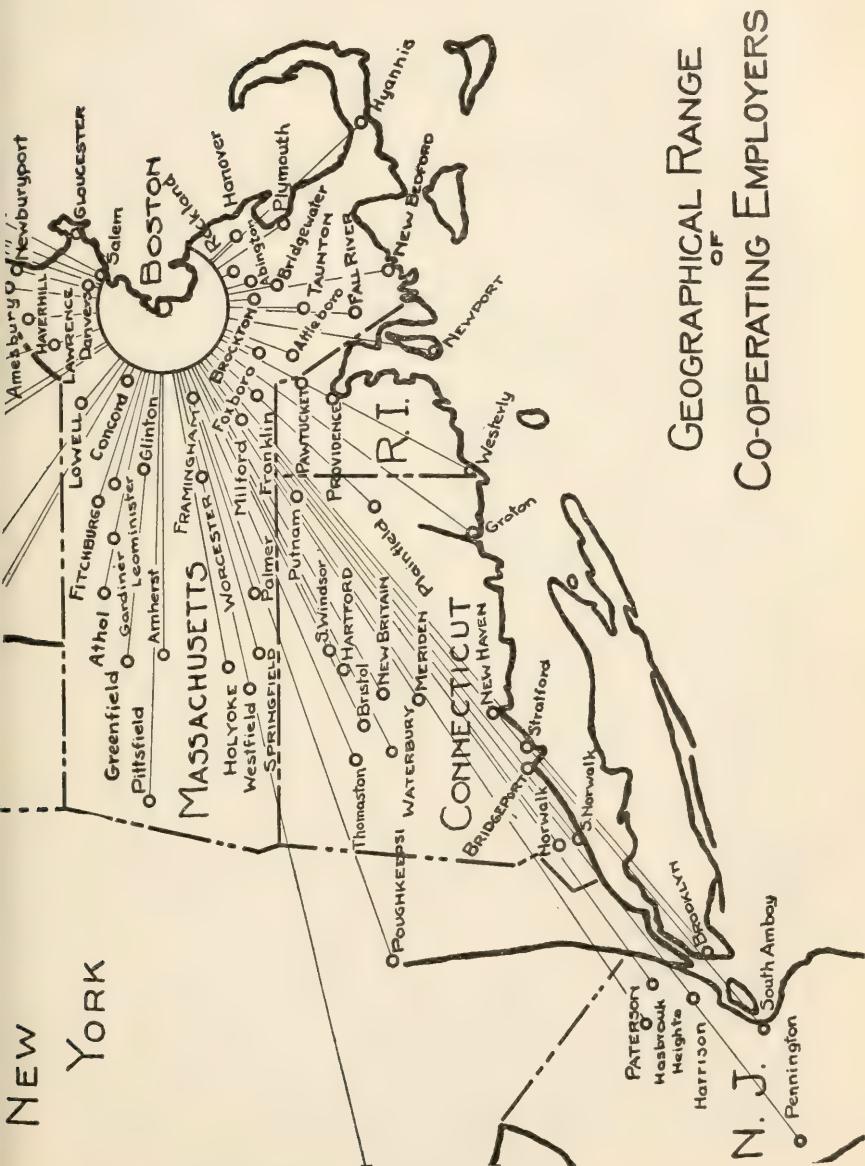 NEW
YORK
Amesbury
Newburyport
HAVERHILL
GLOUCESTER
LAWRENCE
Danvers
Salem
BOSTON
LOWELL
Concord
FITCHBURG
Clinton
Athol
Gardiner
Leominister
Greenfield
Amherst
Pittsfield
MASSACHUSETTS
FRAMINGHAM
WORCESTER
HOLYOKE
Westfield
SPRINGFIELD
Palmer
Milford
Franklin
Foxboro
BROCKTON
Rockland
Hanover
Abington
Plymouth
Bridgewater
TAUNTON
Attleboro
FALL RIVER
NEW BEDFORD
Hyannis
NEWPORT
PAWTUCKET
PROVIDENCE
R.I.
Westerly
Putnam
Plainfield
Groton
S. Windsor
HARTFORD
NEW BRITAIN
Bristol
MERIDEN
Thomaston
WATERBURY
CONNECTICUT
NEW HAVEN
Stratford
BRIDGEPORT
Norwalk
S. Norwalk
POUGHKEEPSI
BROOKLYN
PATERSON
Hasbrouk
Heights
Harrison
South Amboy
N. J.
Pennington
GEOGRAPHICAL RANGE
OF
CO-OPERATING EMPLOYERS